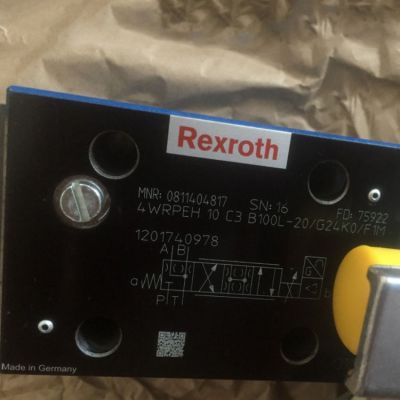 Rexroth
MNR: 0811404817 SN: 16 FD: 75922
4WRPEH 10 C3 B100L-20/G24K0/F1M
1201740978
A B
a
b
P T
Made in Germany